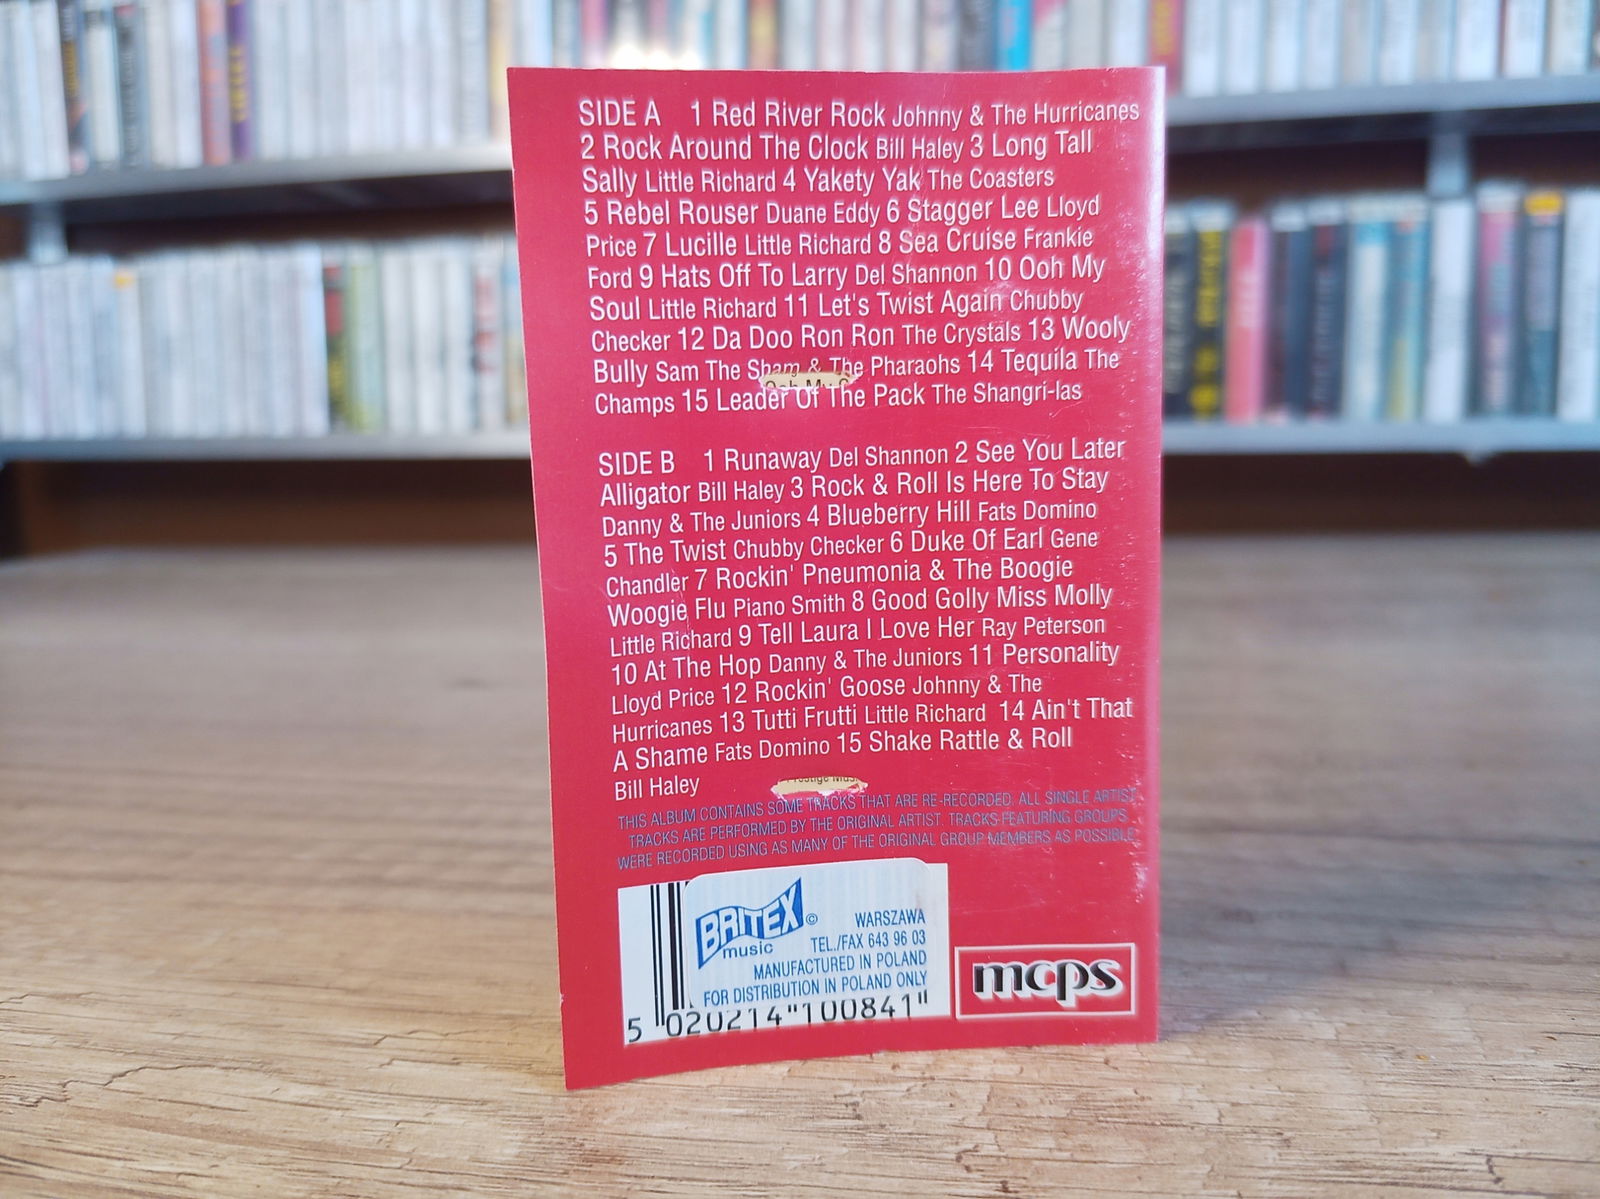 SIDE A 1 Red River Rock Johnny & The Hurricanes
2 Rock Around The Clock Bill Haley 3 Long Tall
Sally Little Richard 4 Yakety Yak The Coasters
5 Rebel Rouser Duane Eddy 6 Stagger Lee Lloyd
Price 7 Lucille Little Richard 8 Sea Cruise Frankie
Ford 9 Hats Off To Larry Del Shannon 10 Ooh My
Soul Little Richard 11 Let's Twist Again Chubby
Checker 12 Da Doo Ron Ron The Crystals 13 Wooly
Bully Sam The Sham & The Pharaohs 14 Tequila The
Champs 15 Leader Of The Pack The Shangri-las
SIDE B 1 Runaway Del Shannon 2 See You Later
Alligator Bill Haley 3 Rock & Roll Is Here To Stay
Danny & The Juniors 4 Blueberry Hill Fats Domino
5 The Twist Chubby Checker 6 Duke Of Earl Gene
Chandler 7 Rockin' Pneumonia & The Boogie
Woogie Flu Piano Smith 8 Good Golly Miss Molly
Little Richard 9 Tell Laura I Love Her Ray Peterson
10 At The Hop Danny & The Juniors 11 Personality
Lloyd Price 12 Rockin' Goose Johnny & The
Hurricanes 13 Tutti Frutti Little Richard 14 Ain't That
A Shame Fats Domino 15 Shake Rattle & Roll
Bill Haley
THIS ALBUM CONTAINS SOME TRACKS THAT ARE RE-RECORDED. ALL SINGLE ARTIST
TRACKS ARE PERFORMED BY THE ORIGINAL ARTIST. TRACKS FEATURING GROUPS
WERE RECORDED USING AS MANY OF THE ORIGINAL GROUP MEMBERS AS POSSIBLE.
BRITEX ©
music
WARSZAWA
TEL./FAX 643 96 03
MANUFACTURED IN POLAND
FOR DISTRIBUTION IN POLAND ONLY
5 020214 100841
mcps